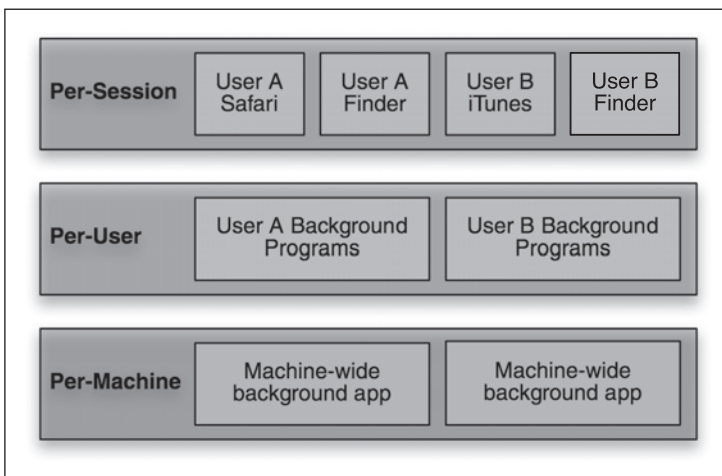 Per-Session
User A
Safari
User A
Finder
User B
iTunes
User B
Finder
Per-User
User A Background
Programs
User B Background
Programs
Per-Machine
Machine-wide
background app
Machine-wide
background app